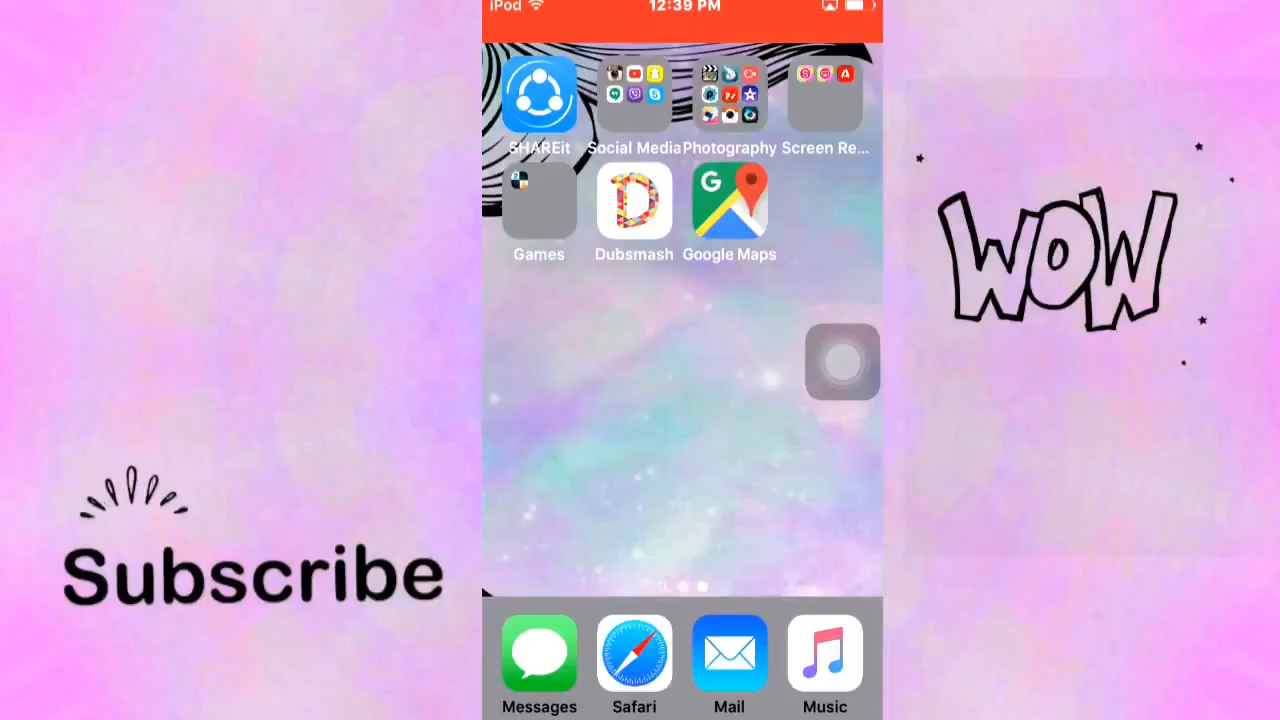 iPod 12:39 PM
SHAREit Social Media Photography Screen Re...
Games Dubsmash Google Maps
WOW
Subscribe
Messages Safari Mail Music